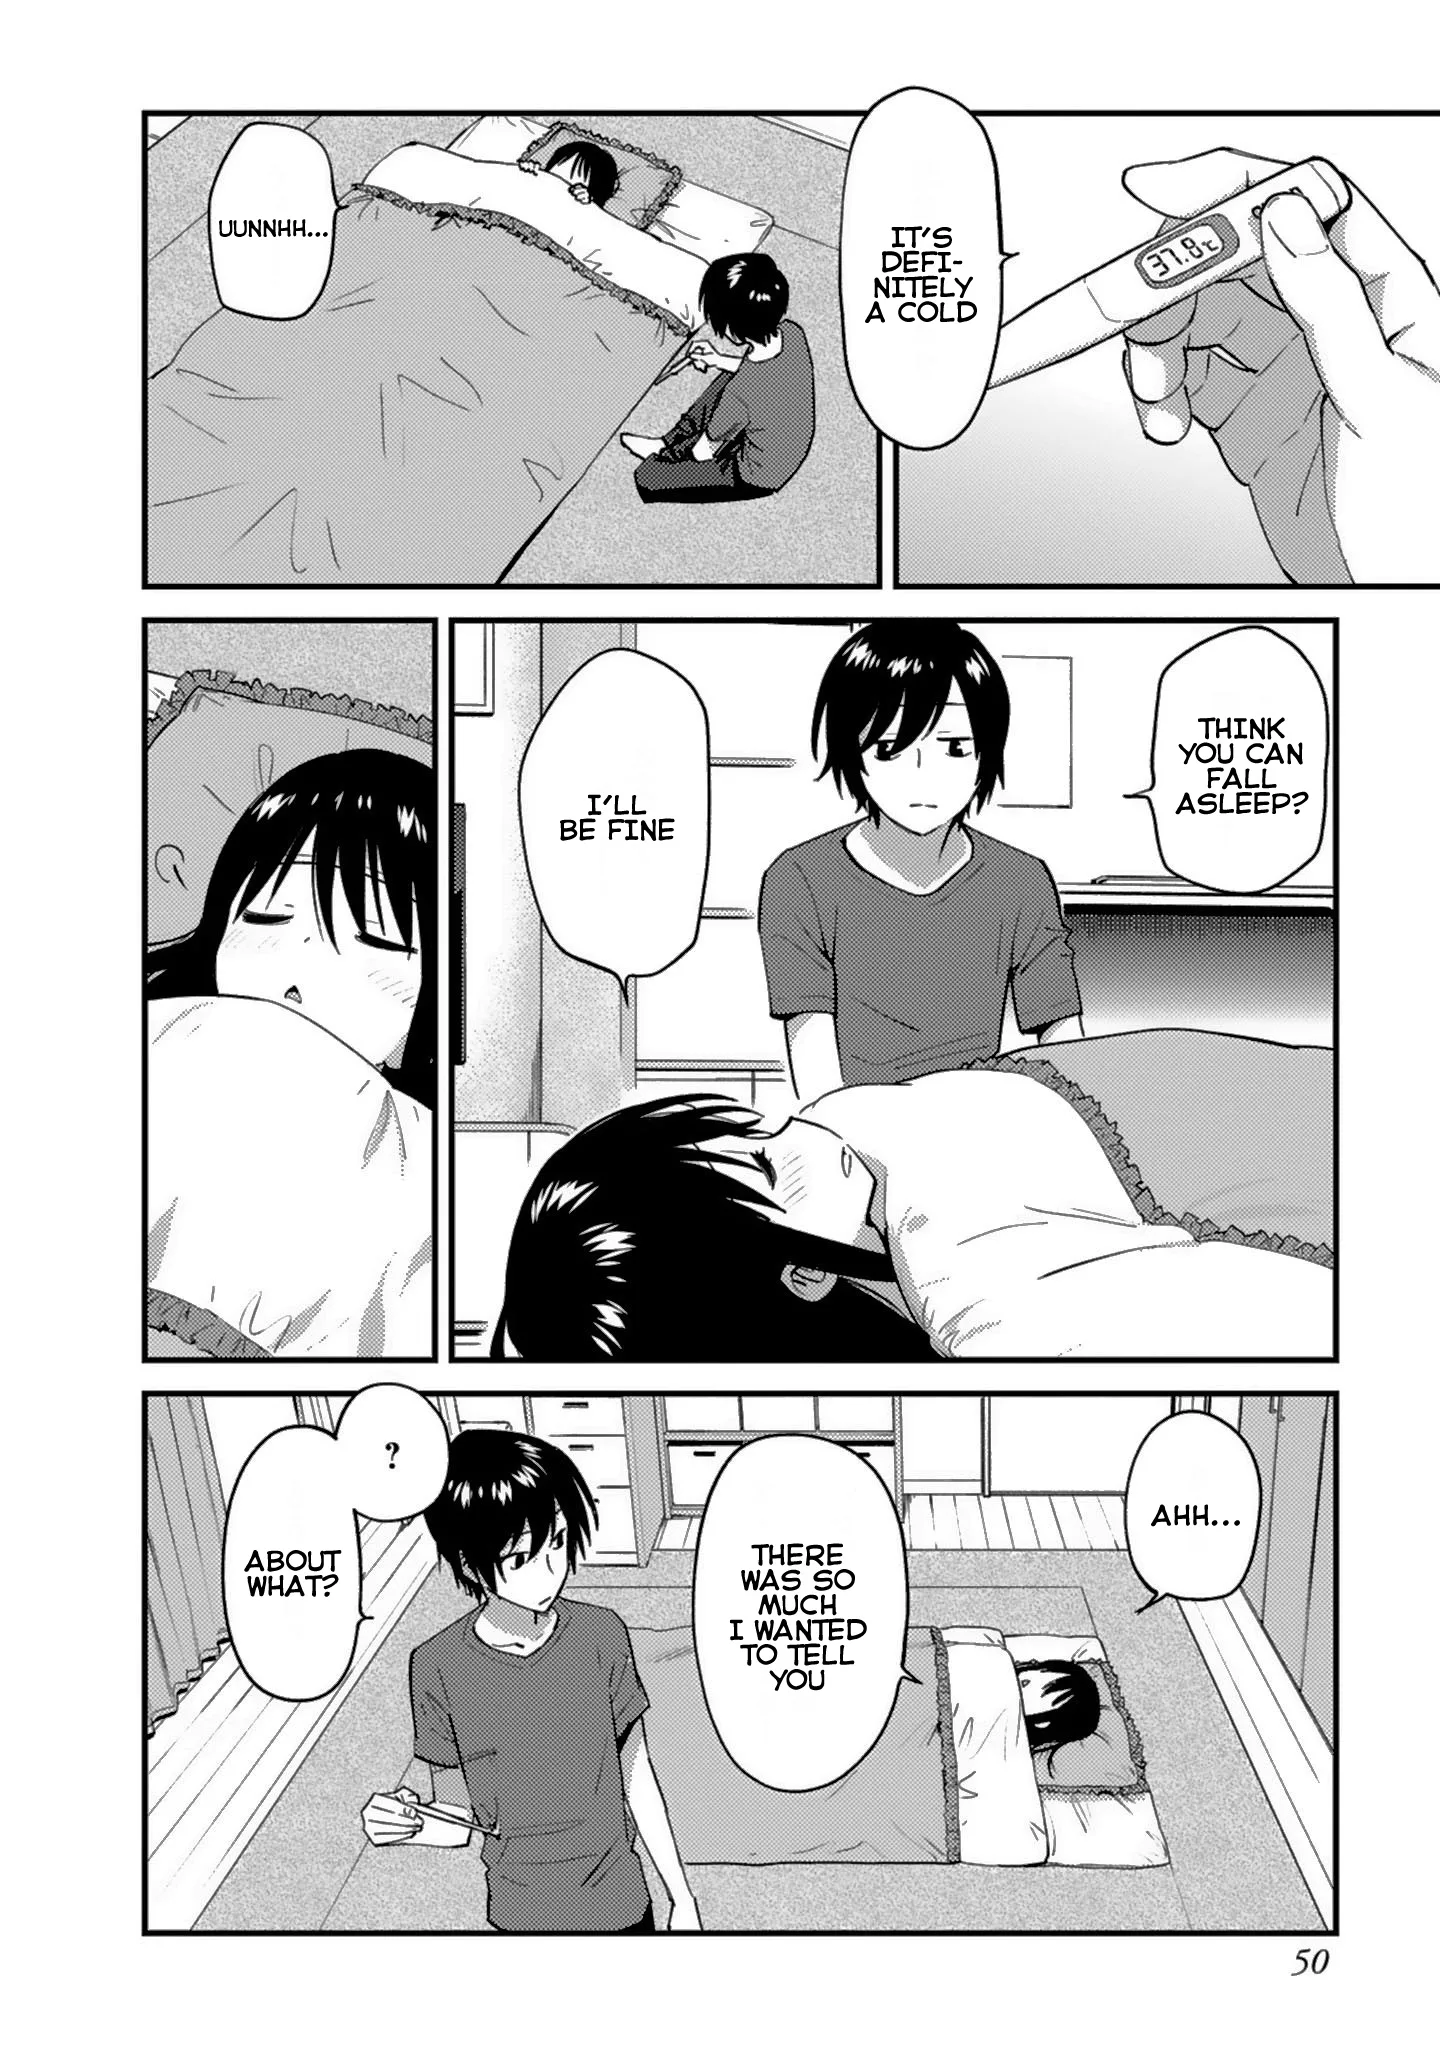 37.8℃
IT'S
DEFI-
NITELY
A COLD
UUNNHH...
THINK
YOU CAN
FALL
ASLEEP?
I'LL
BE FINE
AHH...
THERE
WAS SO
MUCH
I WANTED
TO TELL
YOU
?
ABOUT
WHAT?
50